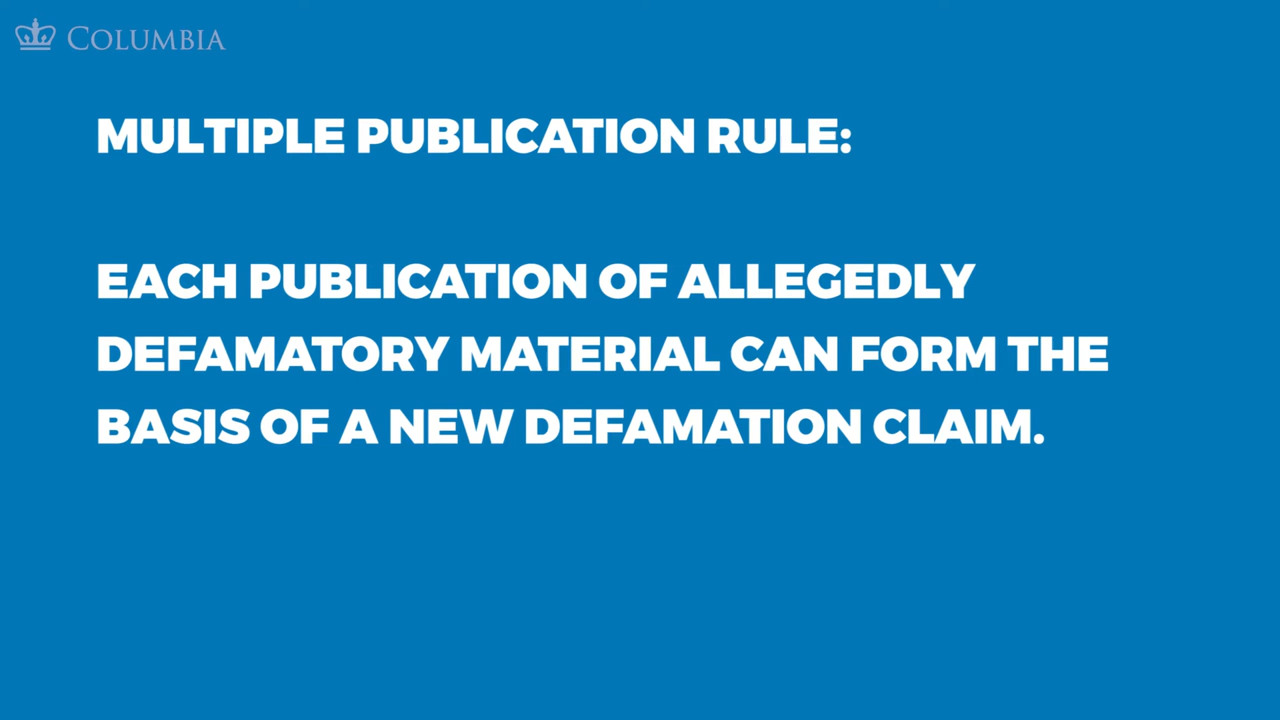 COLUMBIA
MULTIPLE PUBLICATION RULE:
EACH PUBLICATION OF ALLEGEDLY
DEFAMATORY MATERIAL CAN FORM THE
BASIS OF A NEW DEFAMATION CLAIM.